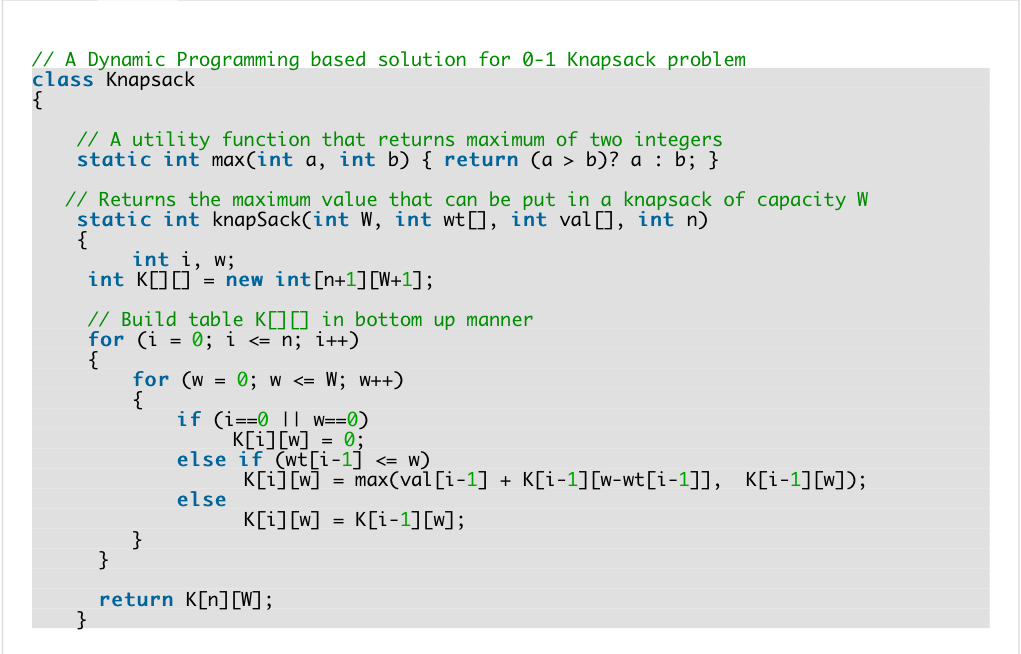 // A Dynamic Programming based solution for 0-1 Knapsack problem
class Knapsack
{
// A utility function that returns maximum of two integers
static int max(int a, int b) { return (a > b)? a : b; }
// Returns the maximum value that can be put in a knapsack of capacity W
static int knapSack(int W, int wt[], int val[], int n)
{
int i, w;
int K[][] = new int[n+1][W+1];
// Build table K[][] in bottom up manner
for (i = 0; i <= n; i++)
{
for (w = 0; w <= W; w++)
{
if (i==0 || w==0)
K[i][w] = 0;
else if (wt[i-1] <= w)
K[i][w] = max(val[i-1] + K[i-1][w-wt[i-1]],  K[i-1][w]);
else
K[i][w] = K[i-1][w];
}
}
return K[n][W];
}